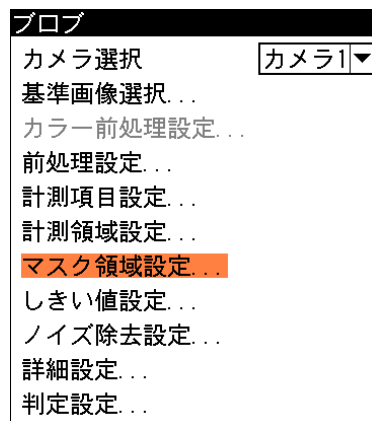 ブロブ
カメラ選択 カメラ1
基準画像選択...
カラー前処理設定...
前処理設定...
計測項目設定...
計測領域設定...
マスク領域設定...
しきい値設定...
ノイズ除去設定...
詳細設定...
判定設定...